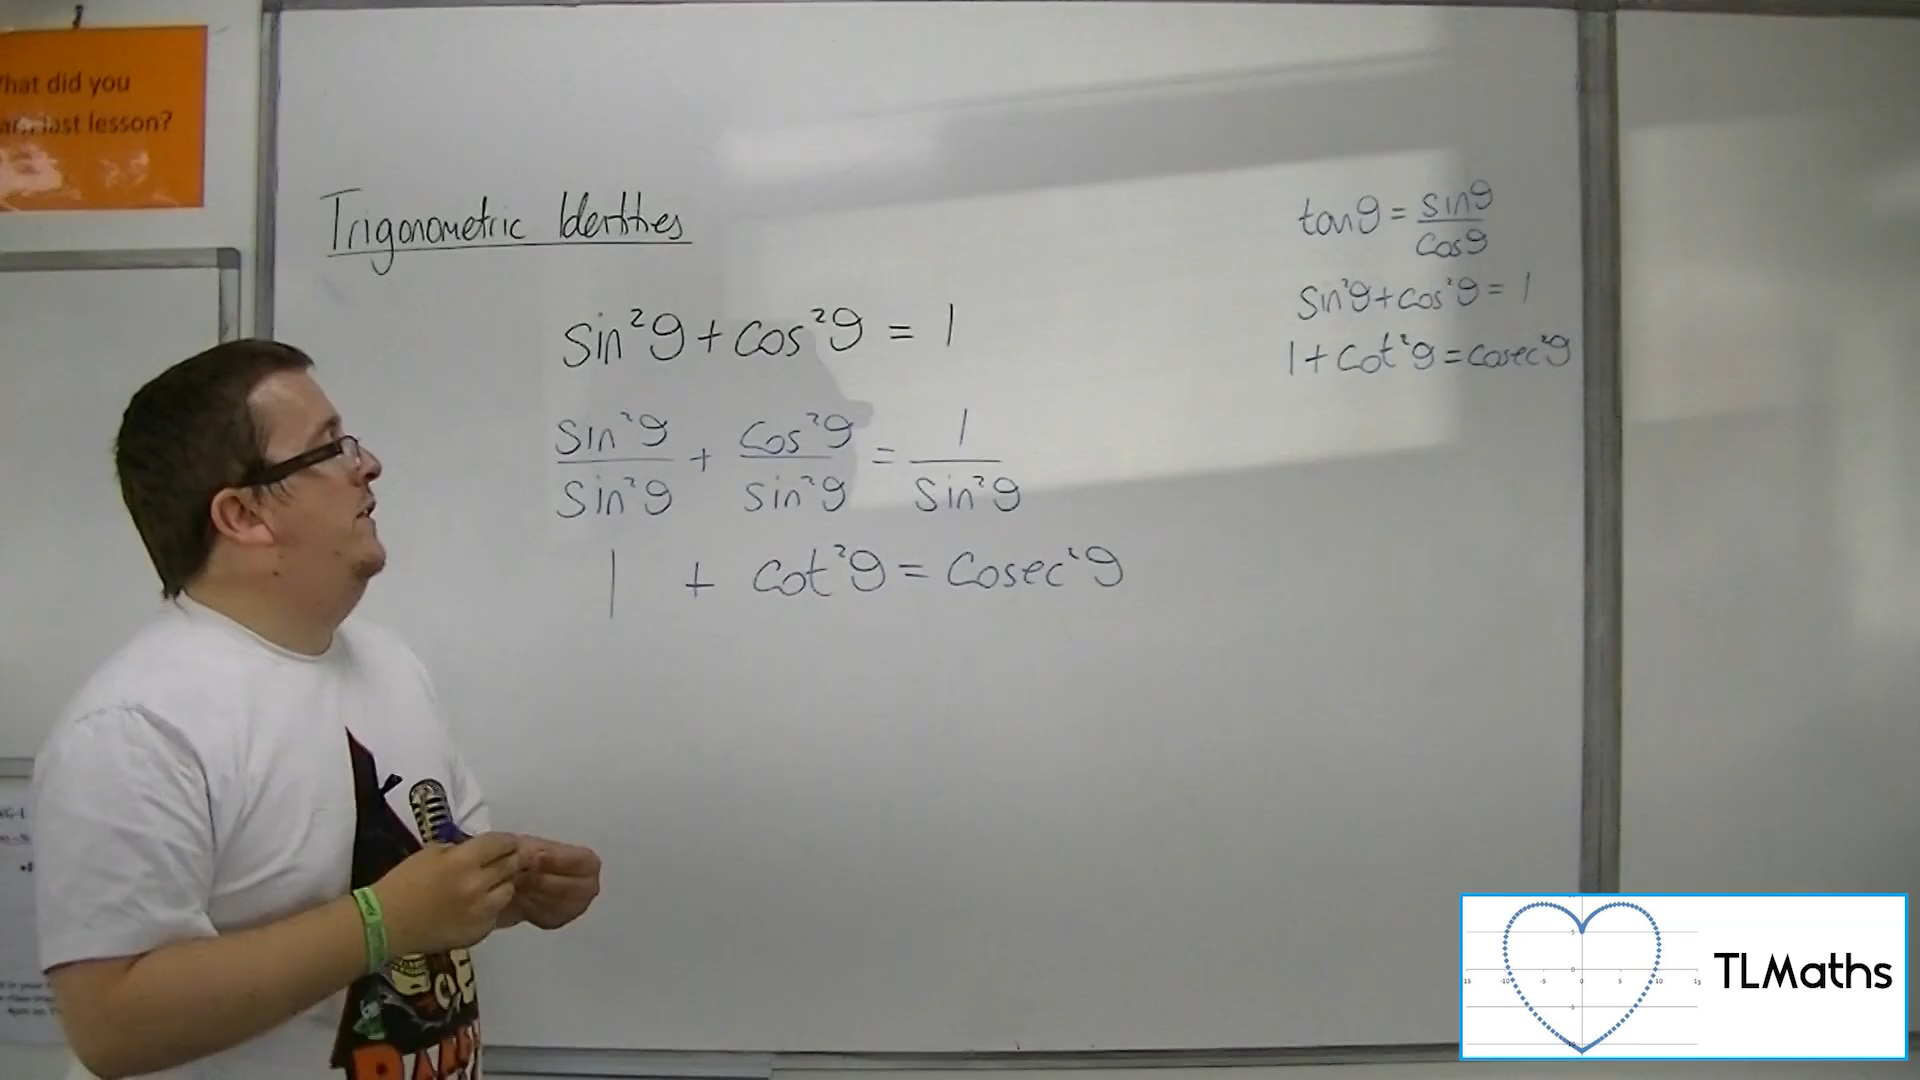 What did you
last lesson?
Trigonometric Identities
sin²θ + cos²θ = 1
sin²θ/sin²θ + cos²θ/sin²θ = 1/sin²θ
1 + cot²θ = cosec²θ
tanθ = sinθ/cosθ
sin²θ + cos²θ = 1
1 + cot²θ = cosec²θ
TLMaths